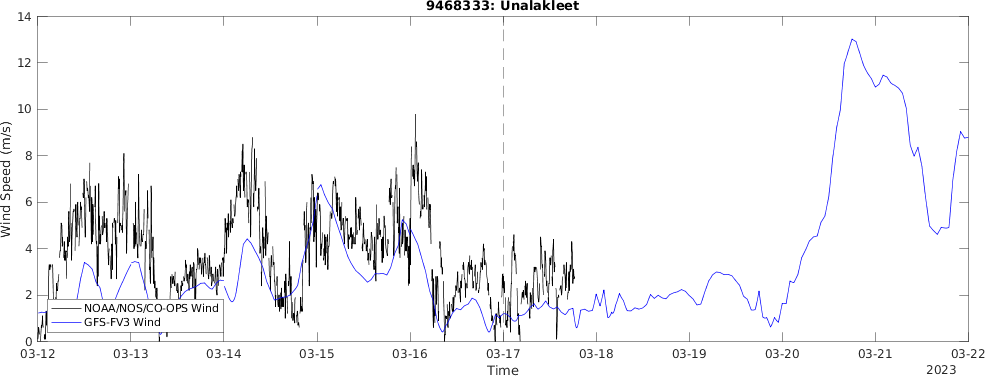 9468333: Unalakleet
14
12
10
8
6
4
2
0
Wind Speed (m/s)
NOAA/NOS/CO-OPS Wind
GFS-FV3 Wind
03-12 03-13 03-14 03-15 03-16 03-17 03-18 03-19 03-20 03-21 03-22
Time
2023